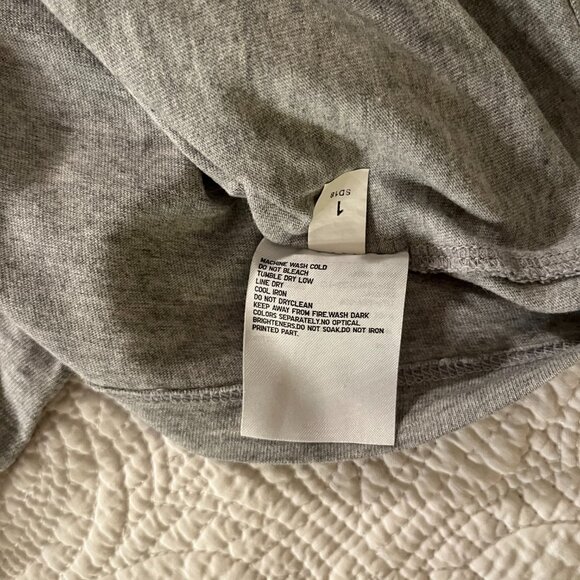 1
SD18
MACHINE WASH COLD
DO NOT BLEACH
TUMBLE DRY LOW
LINE DRY
COOL IRON
DO NOT DRYCLEAN
KEEP AWAY FROM FIRE.WASH DARK
COLORS SEPARATELY.NO OPTICAL
BRIGHTENERS.DO NOT SOAK.DO NOT IRON
PRINTED PART.